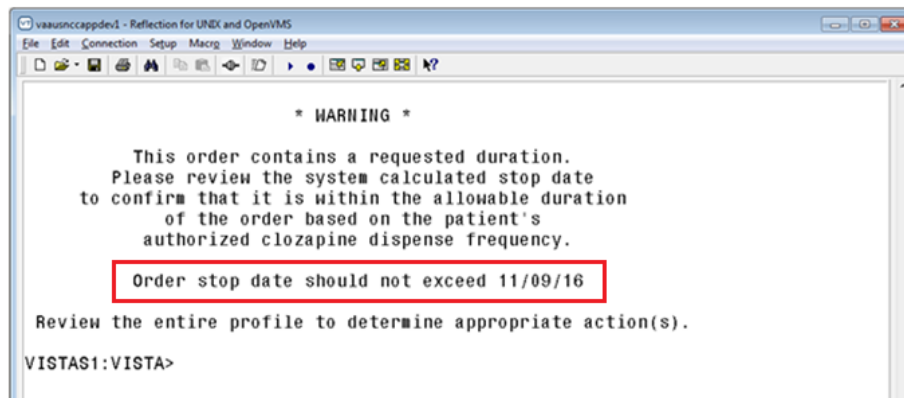 vaausnccappdev1 - Reflection for UNIX and OpenVMS
File Edit Connection Setup Macro Window Help
* WARNING *
This order contains a requested duration.
Please review the system calculated stop date
to confirm that it is within the allowable duration
of the order based on the patient's
authorized clozapine dispense frequency.
Order stop date should not exceed 11/09/16
Review the entire profile to determine appropriate action(s).
VISTAS1:VISTA>